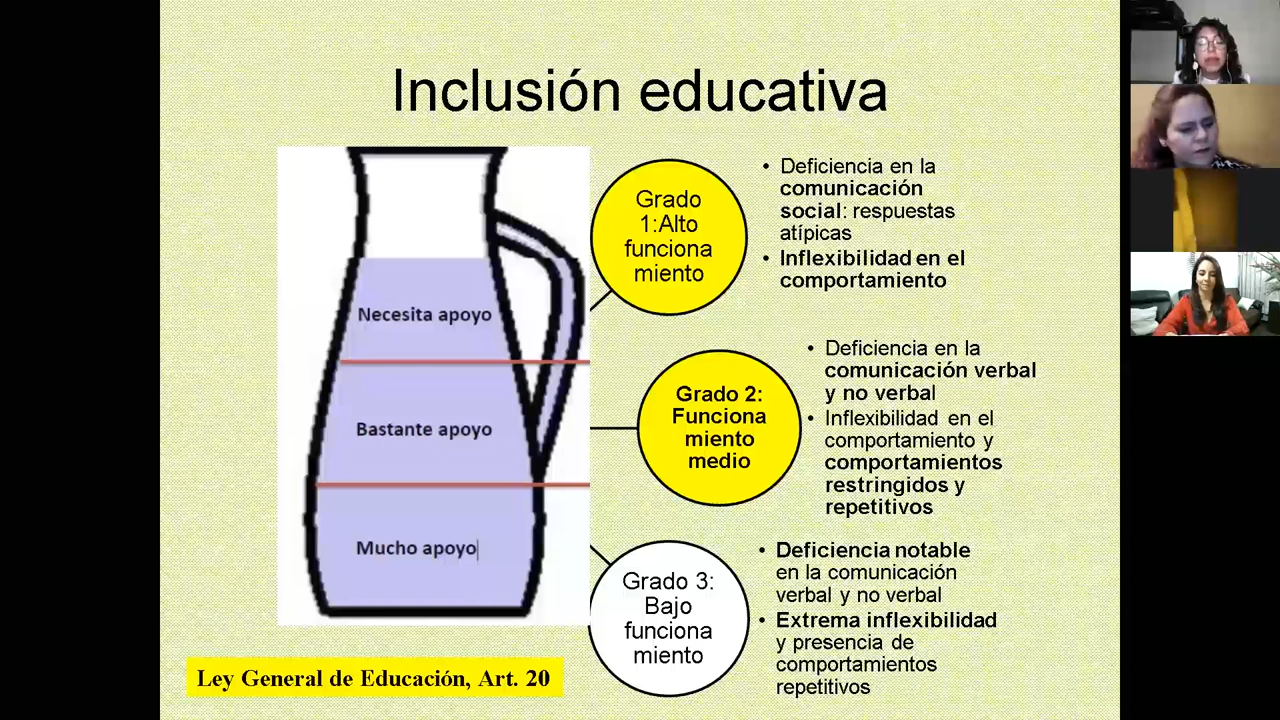 Inclusión educativa
Necesita apoyo
Bastante apoyo
Mucho apoyo
Grado
1:Alto
funciona
miento
• Deficiencia en la
comunicación
social: respuestas
atípicas
• Inflexibilidad en el
comportamiento
Grado 2:
Funciona
miento
medio
• Deficiencia en la
comunicación verbal
y no verbal
• Inflexibilidad en el
comportamiento y
comportamientos
restringidos y
repetitivos
Grado 3:
Bajo
funciona
miento
• Deficiencia notable
en la comunicación
verbal y no verbal
• Extrema inflexibilidad
y presencia de
comportamientos
repetitivos
Ley General de Educación, Art. 20